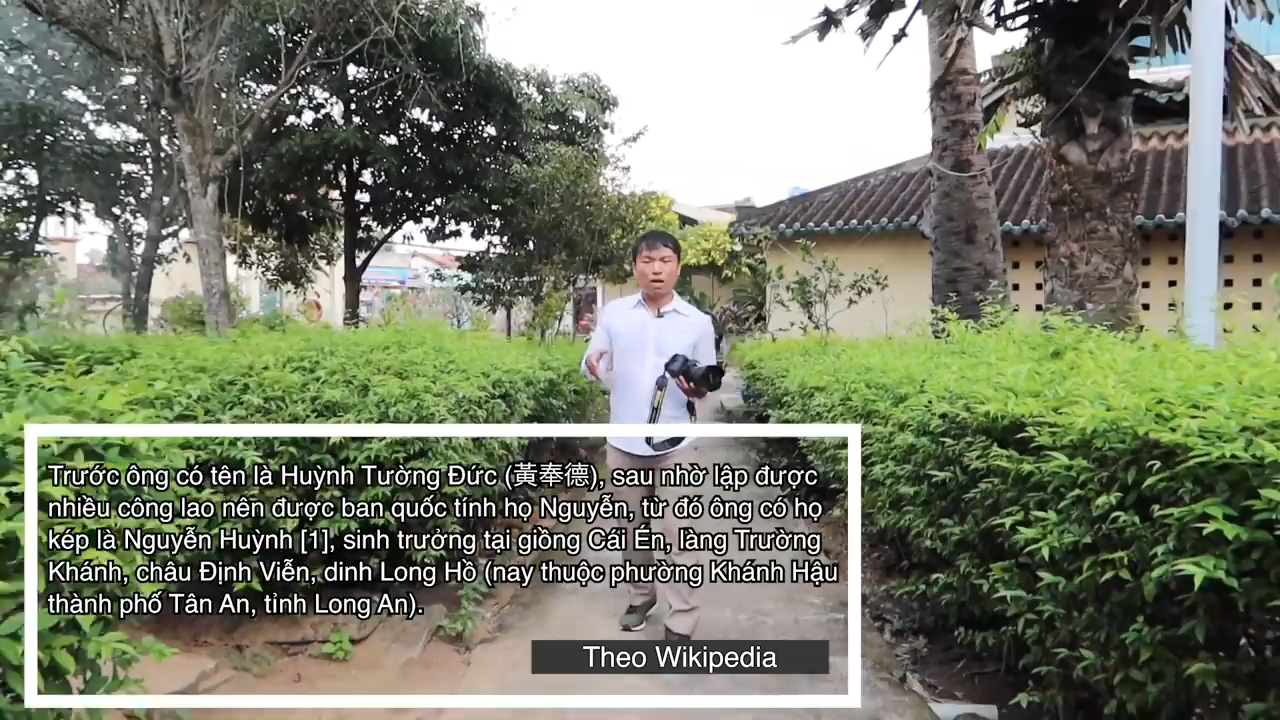 Trước ông có tên là Huỳnh Tường Đức (黃奉德), sau nhờ lập được
nhiều công lao nên được ban quốc tính họ Nguyễn, từ đó ông có họ
kép là Nguyễn Huỳnh [1], sinh trưởng tại giồng Cái Én, làng Trường
Khánh, châu Định Viễn, dinh Long Hồ (nay thuộc phường Khánh Hậu
thành phố Tân An, tỉnh Long An).
Theo Wikipedia